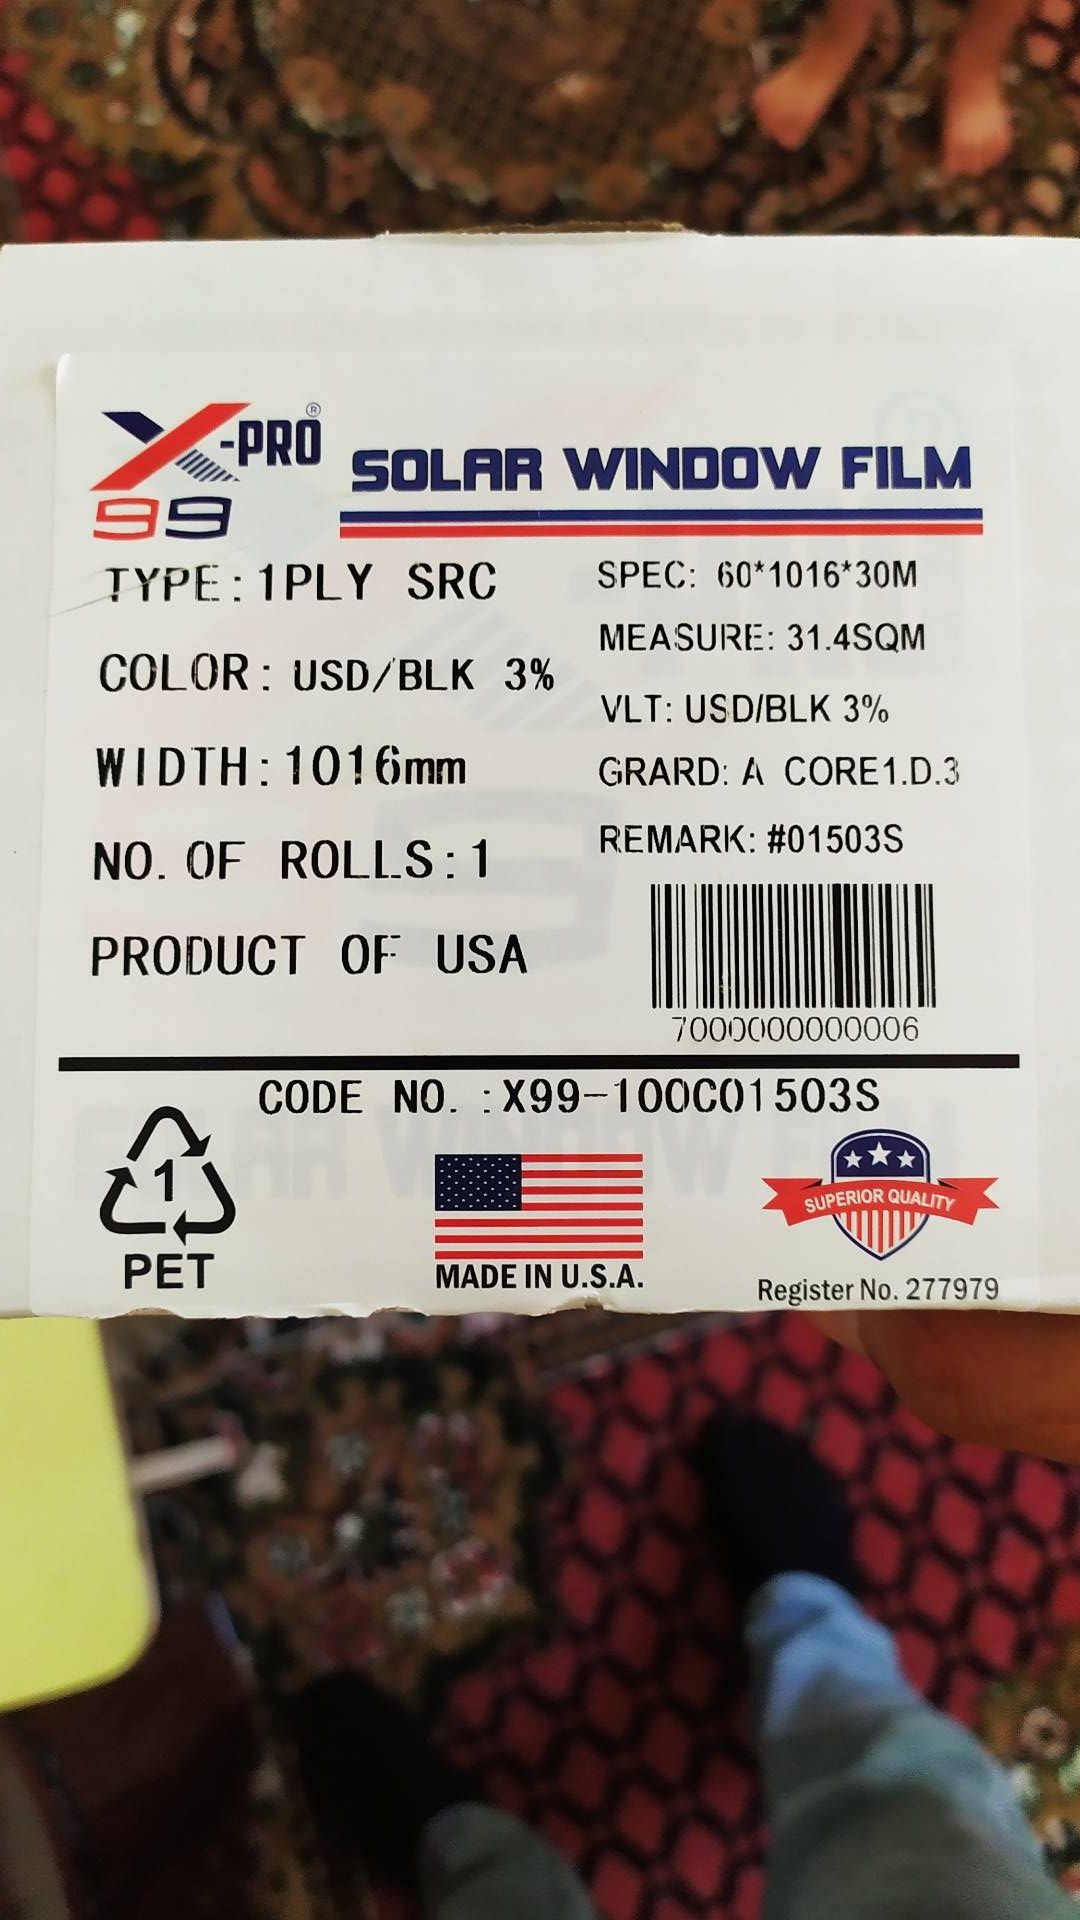 X-PRO®
99
SOLAR WINDOW FILM
TYPE: 1PLY SRC
COLOR: USD/BLK 3%
WIDTH: 1016mm
NO. OF ROLLS: 1
PRODUCT OF USA
SPEC: 60*1016*30M
MEASURE: 31.4SQM
VLT: USD/BLK 3%
GRARD: A CORE1.D.3
REMARK: #01503S
7000000000006
CODE NO. :X99-100C01503S
1
PET
MADE IN U.S.A.
SUPERIOR QUALITY
Register No. 277979